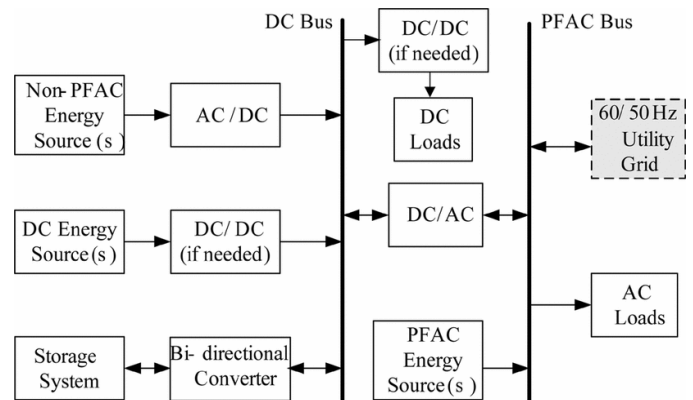 DC Bus
DC/DC
(if needed)
PFAC Bus
Non-PFAC
Energy
Source(s)
AC/DC
DC
Loads
60/50Hz
Utility
Grid
DC Energy
Source(s)
DC/DC
(if needed)
DC/AC
AC
Loads
Storage
System
Bi-directional
Converter
PFAC
Energy
Source(s)